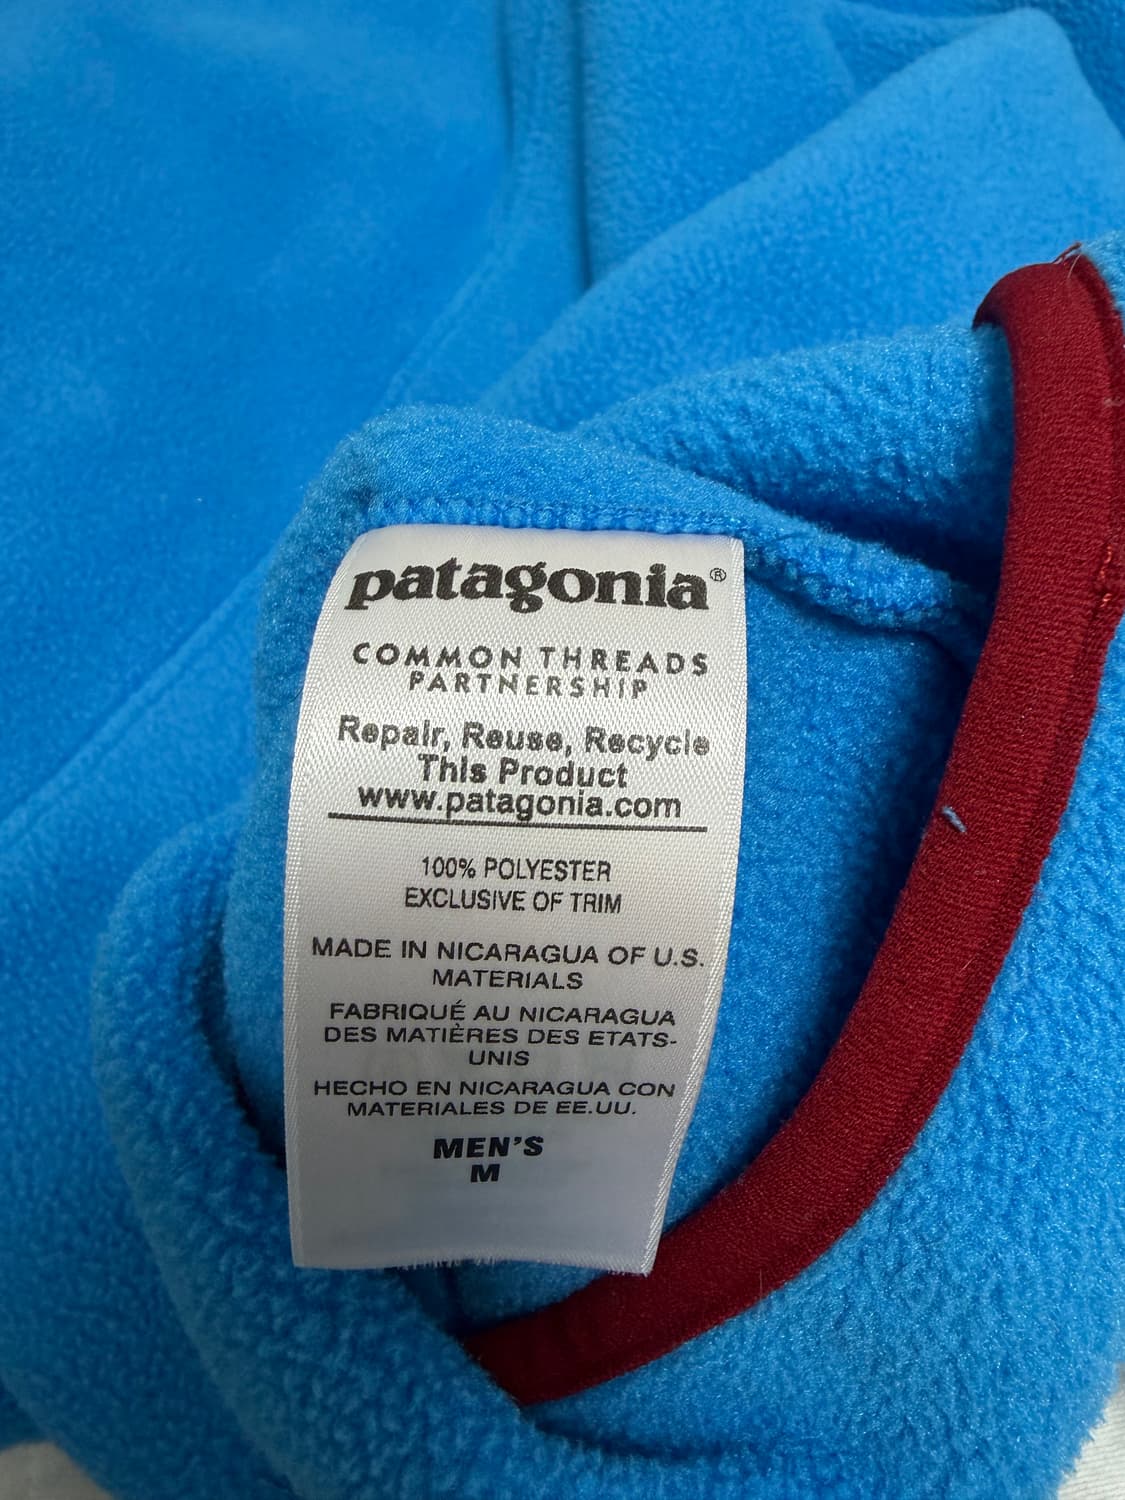 patagonia®
COMMON THREADS
PARTNERSHIP
Repair, Reuse, Recycle
This Product
www.patagonia.com
100% POLYESTER
EXCLUSIVE OF TRIM
MADE IN NICARAGUA OF U.S.
MATERIALS
FABRIQUÉ AU NICARAGUA
DES MATIÈRES DES ETATS-
UNIS
HECHO EN NICARAGUA CON
MATERIALES DE EE.UU.
MEN'S
M